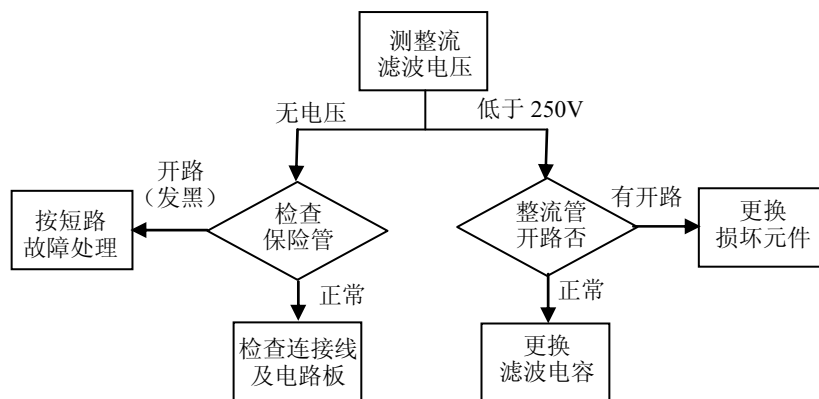 测整流
滤波电压
无电压
低于 250V
开路
（发黑）
按短路
故障处理
检查
保险管
整流管
开路否
有开路
更换
损坏元件
正常
正常
检查连接线
及电路板
更换
滤波电容